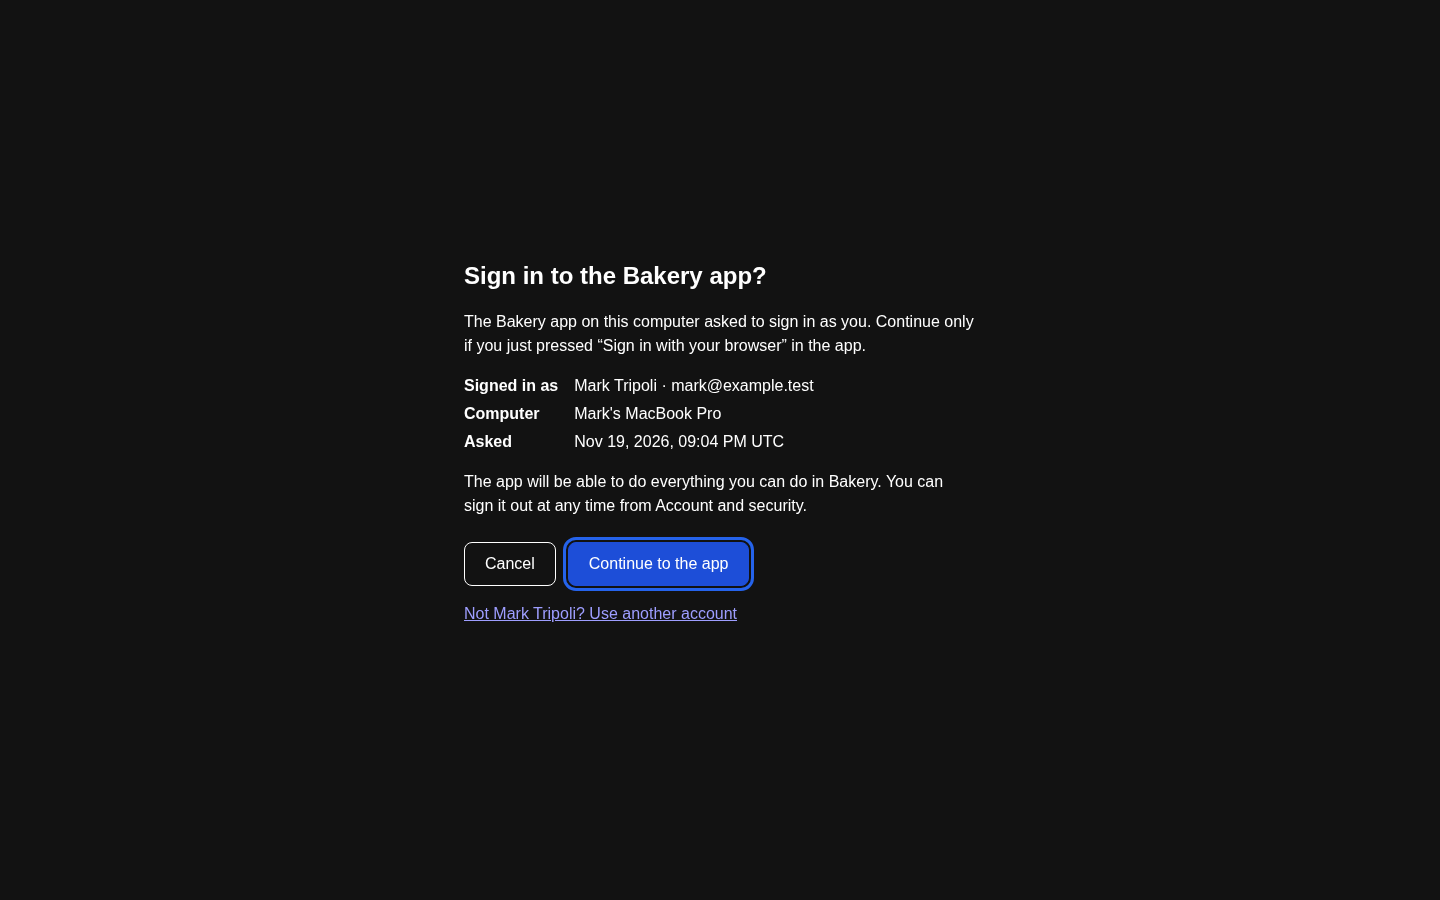 Sign in to the Bakery app?
The Bakery app on this computer asked to sign in as you. Continue only
if you just pressed “Sign in with your browser” in the app.
Signed in as Mark Tripoli · mark@example.test
Computer Mark's MacBook Pro
Asked Nov 19, 2026, 09:04 PM UTC
The app will be able to do everything you can do in Bakery. You can
sign it out at any time from Account and security.
Cancel Continue to the app
Not Mark Tripoli? Use another account